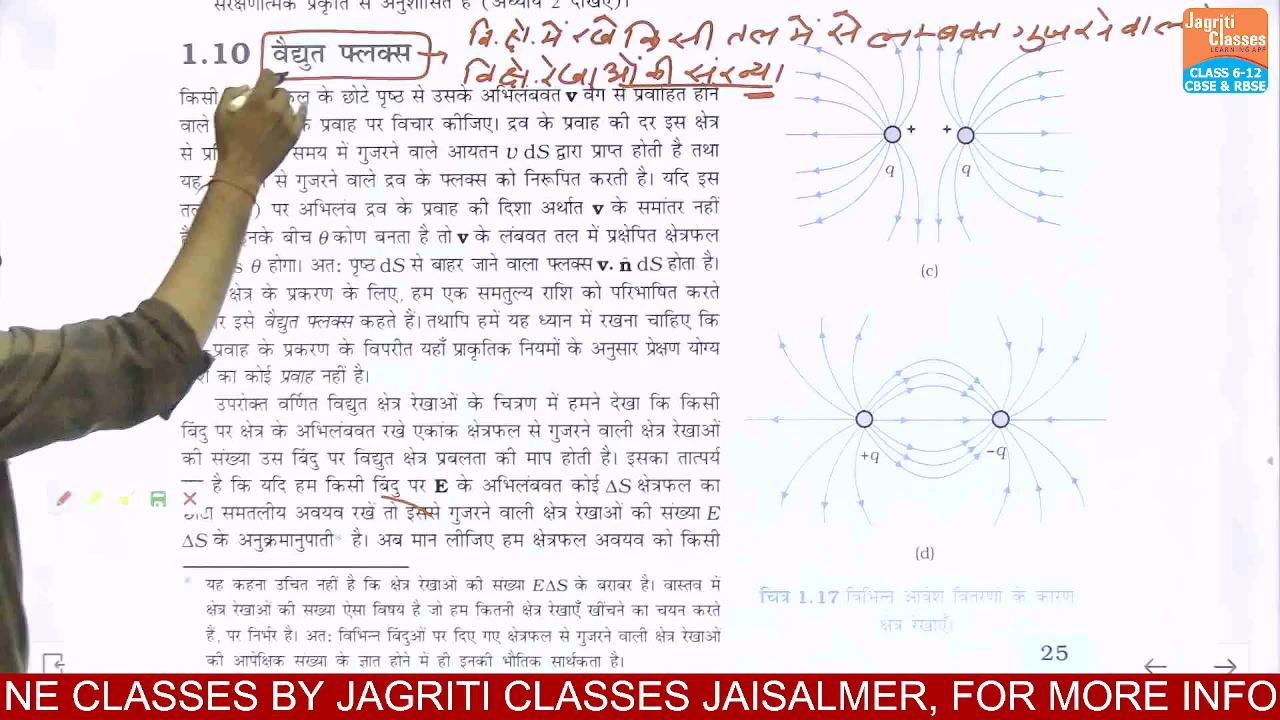 संरक्षणात्मक प्रकृति से अनुशासित है (अध्याय 2 देखिए)।
1.10 वैद्युत फ्लक्स → वि.क्षे. में रखे किसी तल में से लम्बवत गुजरने वाली
वि.क्षे. रेखाओं की संख्या।
Jagriti
Classes
LEARNING APP
CLASS 6-12
CBSE & RBSE
किसी के छोटे पृष्ठ से उसके अभिलंबवत v वेग से प्रवाहित होने
वाले प्रवाह पर विचार कीजिए। द्रव के प्रवाह की दर इस क्षेत्र
से समय में गुजरने वाले आयतन υ dS द्वारा प्राप्त होती है तथा
यह से गुजरने वाले द्रव के फ्लक्स को निरूपित करती है। यदि इस
पर अभिलंब द्रव के प्रवाह की दिशा अर्थात v के समांतर नहीं
बीच θ कोण बनता है तो v के लंबवत तल में प्रक्षेपित क्षेत्रफल
θ होगा। अत: पृष्ठ dS से बाहर जाने वाला फ्लक्स v. n̂ dS होता है।
क्षेत्र के प्रकरण के लिए, हम एक समतुल्य राशि को परिभाषित करते
इसे वैद्युत फ्लक्स कहते हैं। तथापि हमें यह ध्यान में रखना चाहिए कि
प्रवाह के प्रकरण के विपरीत यहाँ प्राकृतिक नियमों के अनुसार प्रेक्षण योग्य
का कोई प्रवाह नहीं है।
उपरोक्त वर्णित विद्युत क्षेत्र रेखाओं के चित्रण में हमने देखा कि किसी
बिंदु पर क्षेत्र के अभिलंबवत रखे एकांक क्षेत्रफल से गुजरने वाली क्षेत्र रेखाओं
की संख्या उस बिंदु पर विद्युत क्षेत्र प्रबलता की माप होती है। इसका तात्पर्य
है कि यदि हम किसी बिंदु पर E के अभिलंबवत कोई ΔS क्षेत्रफल का
समतलीय अवयव रखें तो इससे गुजरने वाली क्षेत्र रेखाओं की संख्या E
ΔS के अनुक्रमानुपाती* है। अब मान लीजिए हम क्षेत्रफल अवयव को किसी
* यह कहना उचित नहीं है कि क्षेत्र रेखाओं की संख्या EΔS के बराबर है। वास्तव में
क्षेत्र रेखाओं की संख्या ऐसा विषय है जो हम कितनी क्षेत्र रेखाएँ खींचने का चयन करते
हैं, पर निर्भर है। अत: विभिन्न बिंदुओं पर दिए गए क्षेत्रफल से गुजरने वाली क्षेत्र रेखाओं
की आपेक्षिक संख्या के ज्ञात होने में ही इनकी भौतिक सार्थकता है।
+ +
q q
(c)
+q −q
(d)
चित्र 1.17 विभिन्न आवेश वितरणों के कारण
क्षेत्र रेखाएँ।
25
NE CLASSES BY JAGRITI CLASSES JAISALMER, FOR MORE INFO